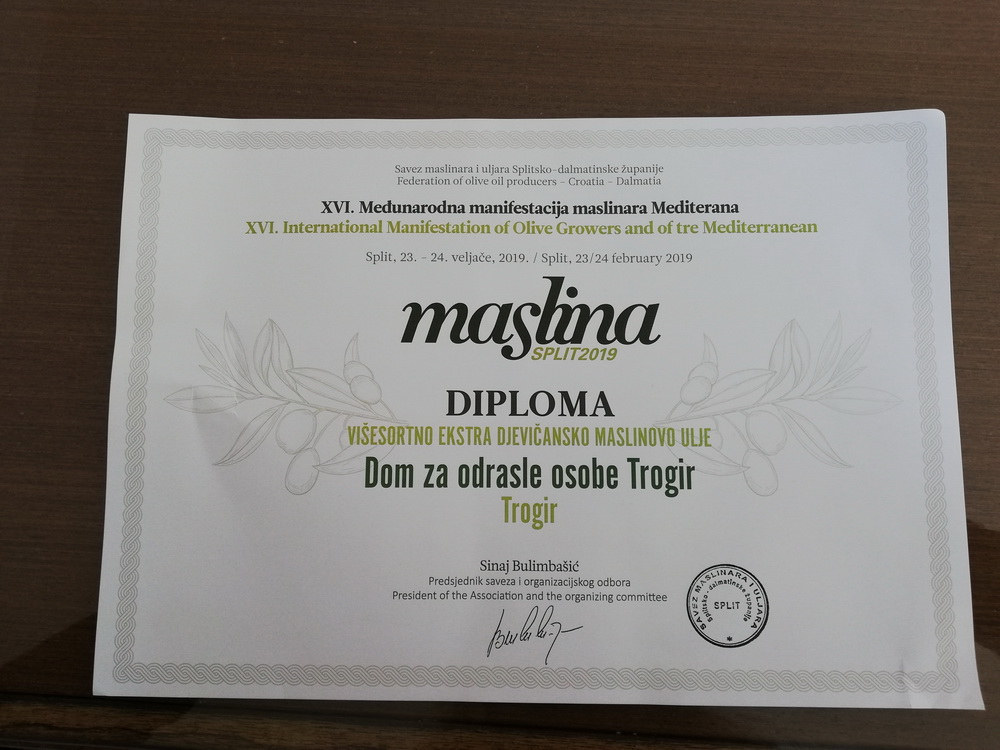 Savez maslinara i uljara Splitsko-dalmatinske županije
Federation of olive oil producers – Croatia – Dalmatia
XVI. Međunarodna manifestacija maslinara Mediterana
XVI. International Manifestation of Olive Growers and of tre Mediterranean
Split, 23. - 24. veljače, 2019. / Split, 23/24 february 2019
maslina
SPLIT2019
DIPLOMA
VIŠESORTNO EKSTRA DJEVIČANSKO MASLINOVO ULJE
Dom za odrasle osobe Trogir
Trogir
Sinaj Bulimbašić
Predsjednik saveza i organizacijskog odbora
President of the Association and the organizing committee
SAVEZ MASLINARA I ULJARA
Splitsko - dalmatinske županije
SPLIT